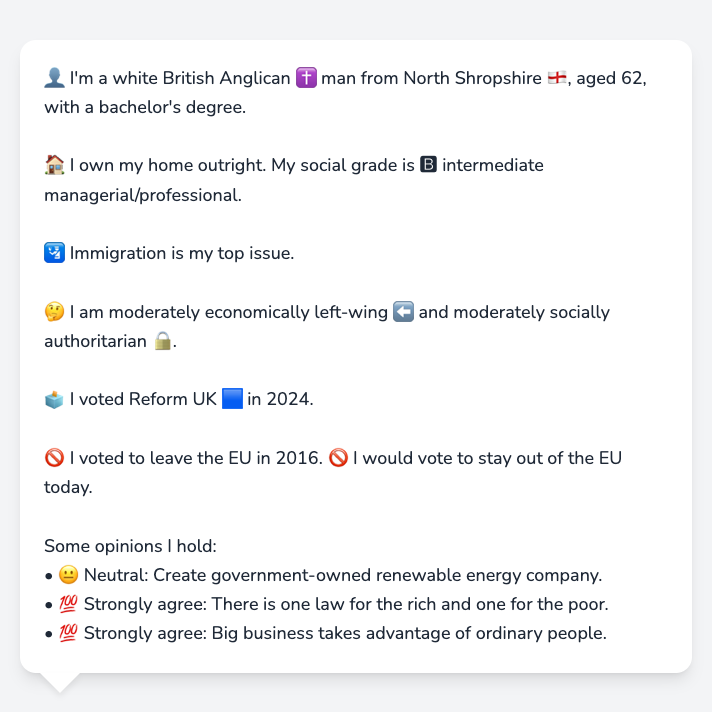 👤 I'm a white British Anglican ✝️ man from North Shropshire 🏴󠁧󠁢󠁥󠁮󠁧󠁿, aged 62,
with a bachelor's degree.
🏠 I own my home outright. My social grade is 🅱 intermediate
managerial/professional.
🛂 Immigration is my top issue.
🤔 I am moderately economically left-wing ⬅️ and moderately socially
authoritarian 🔒.
🗳️ I voted Reform UK 🟦 in 2024.
🚫 I voted to leave the EU in 2016. 🚫 I would vote to stay out of the EU
today.
Some opinions I hold:
• 😐 Neutral: Create government-owned renewable energy company.
• 💯 Strongly agree: There is one law for the rich and one for the poor.
• 💯 Strongly agree: Big business takes advantage of ordinary people.